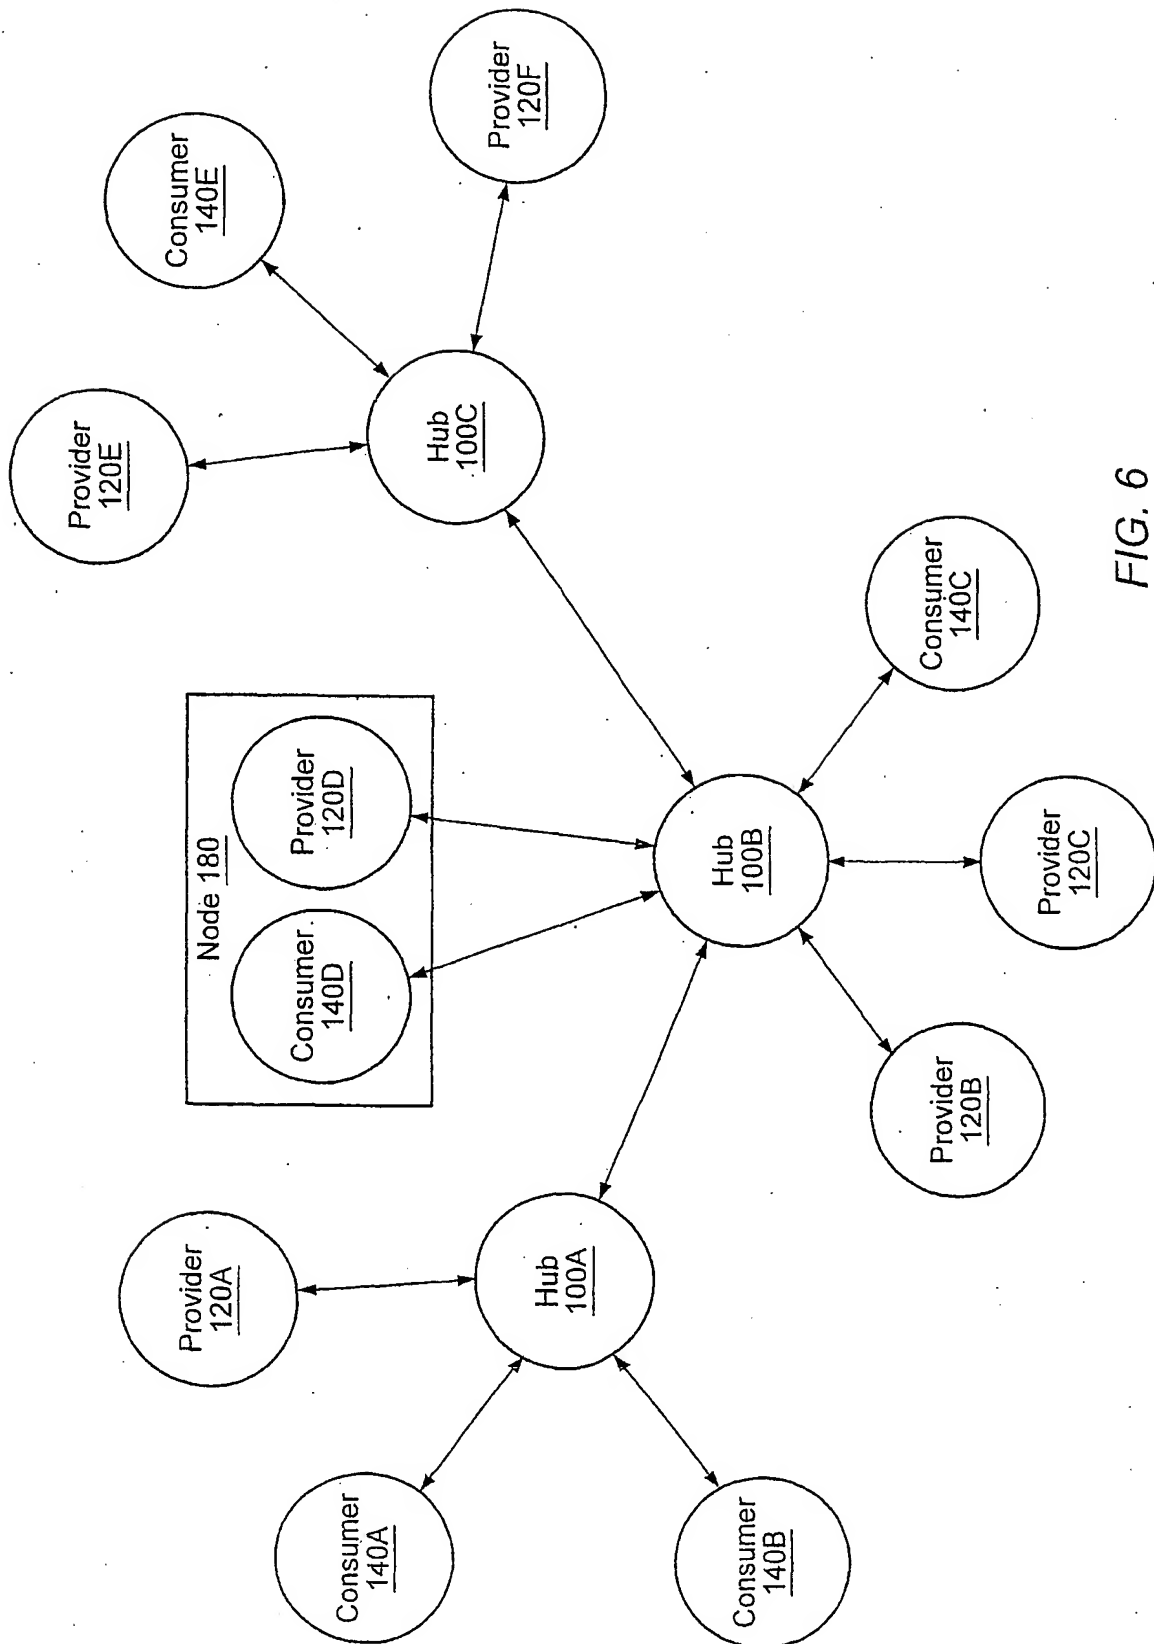 Provider
120A
Consumer
140A
Hub
100A
Consumer
140B
Node 180
Consumer
140D
Provider
120D
Hub
100B
Provider
120B
Provider
120C
Consumer
140C
Provider
120E
Consumer
140E
Hub
100C
Provider
120F
FIG. 6